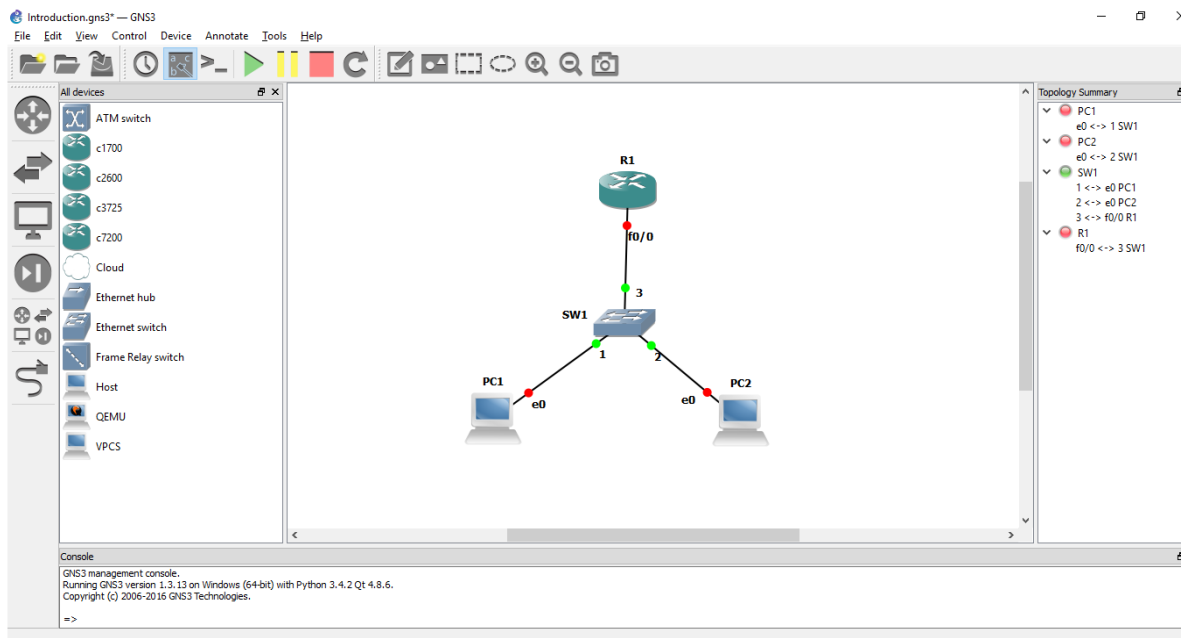 Introduction.gns3* — GNS3
File Edit View Control Device Annotate Tools Help
All devices
ATM switch
c1700
c2600
c3725
c7200
Cloud
Ethernet hub
Ethernet switch
Frame Relay switch
Host
QEMU
VPCS
R1
f0/0
3
SW1
1
2
PC1
e0
PC2
e0
Topology Summary
PC1
e0 <-> 1 SW1
PC2
e0 <-> 2 SW1
SW1
1 <-> e0 PC1
2 <-> e0 PC2
3 <-> f0/0 R1
R1
f0/0 <-> 3 SW1
Console
GNS3 management console.
Running GNS3 version 1.3.13 on Windows (64-bit) with Python 3.4.2 Qt 4.8.6.
Copyright (c) 2006-2016 GNS3 Technologies.
=>